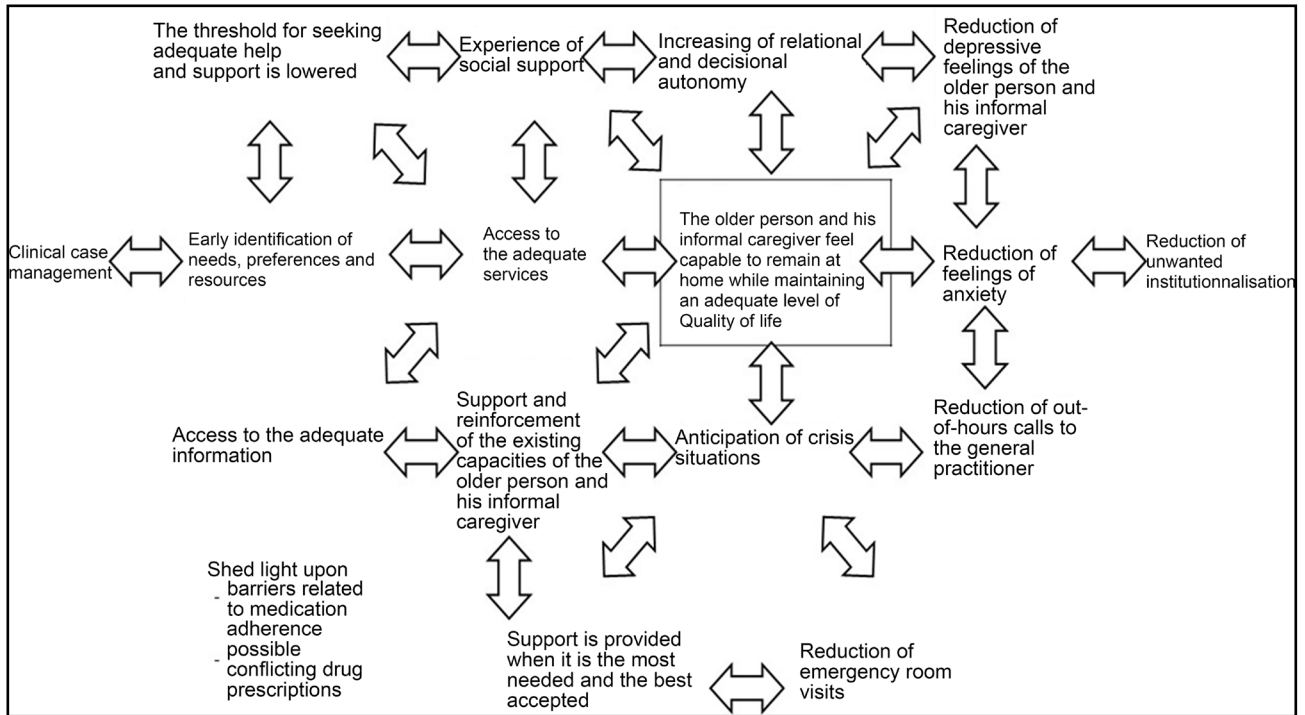 The threshold for seeking
adequate help
and support is lowered
Experience of
social support
Increasing of relational
and decisional
autonomy
Reduction of
depressive
feelings of the
older person and
his informal
caregiver
Clinical case
management
Early identification of
needs, preferences and
resources
Access to
the adequate
services
The older person and his
informal caregiver feel
capable to remain at
home while maintaining
an adequate level of
Quality of life
Reduction of
feelings of
anxiety
Reduction of
unwanted
institutionnalisation
Access to the adequate
information
Support and
reinforcement
of the existing
capacities of the
older person and
his informal
caregiver
Anticipation of crisis
situations
Reduction of out-
of-hours calls to
the general
practitioner
Shed light upon
- barriers related
to medication
adherence
possible
- conflicting drug
prescriptions
Support is provided
when it is the most
needed and the best
accepted
Reduction of
emergency room
visits